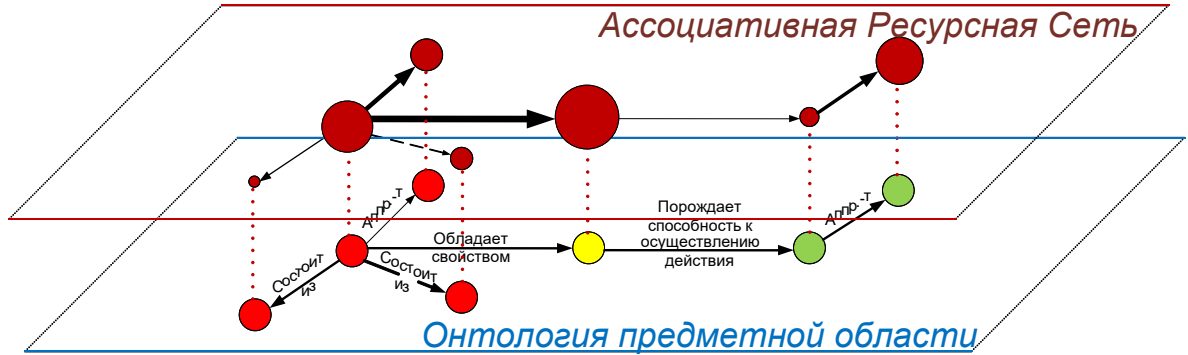 Ассоциативная Ресурсная Сеть
Аппр.-т
Аппр.-т
Порождает
способность к
осуществлению
действия
Обладает
свойством
Состоит
из
Состоит
из
Онтология предметной области